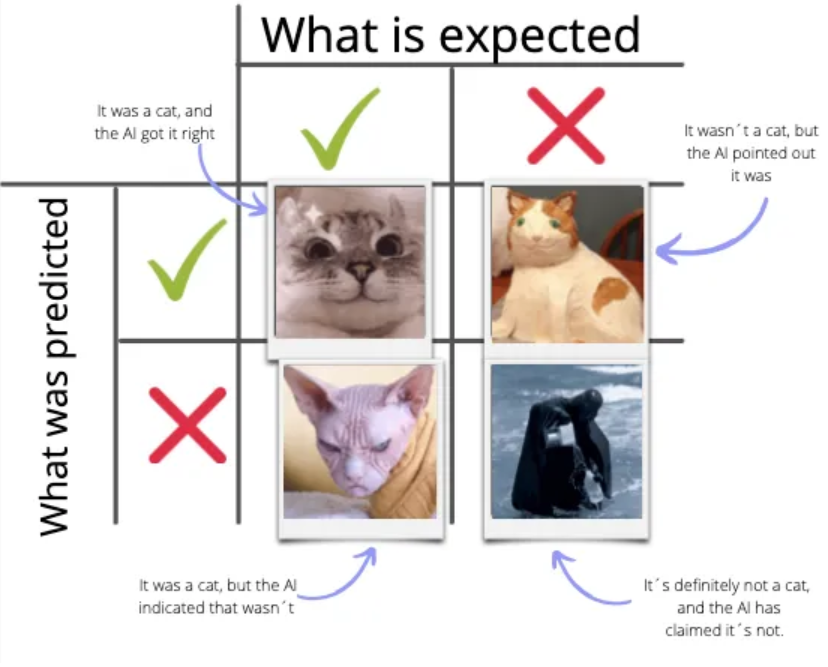 What is expected
It was a cat, and
the AI got it right
It wasn´t a cat, but
the AI pointed out
it was
What was predicted
It was a cat, but the AI
indicated that wasn´t
It´s definitely not a cat,
and the AI has
claimed it´s not.